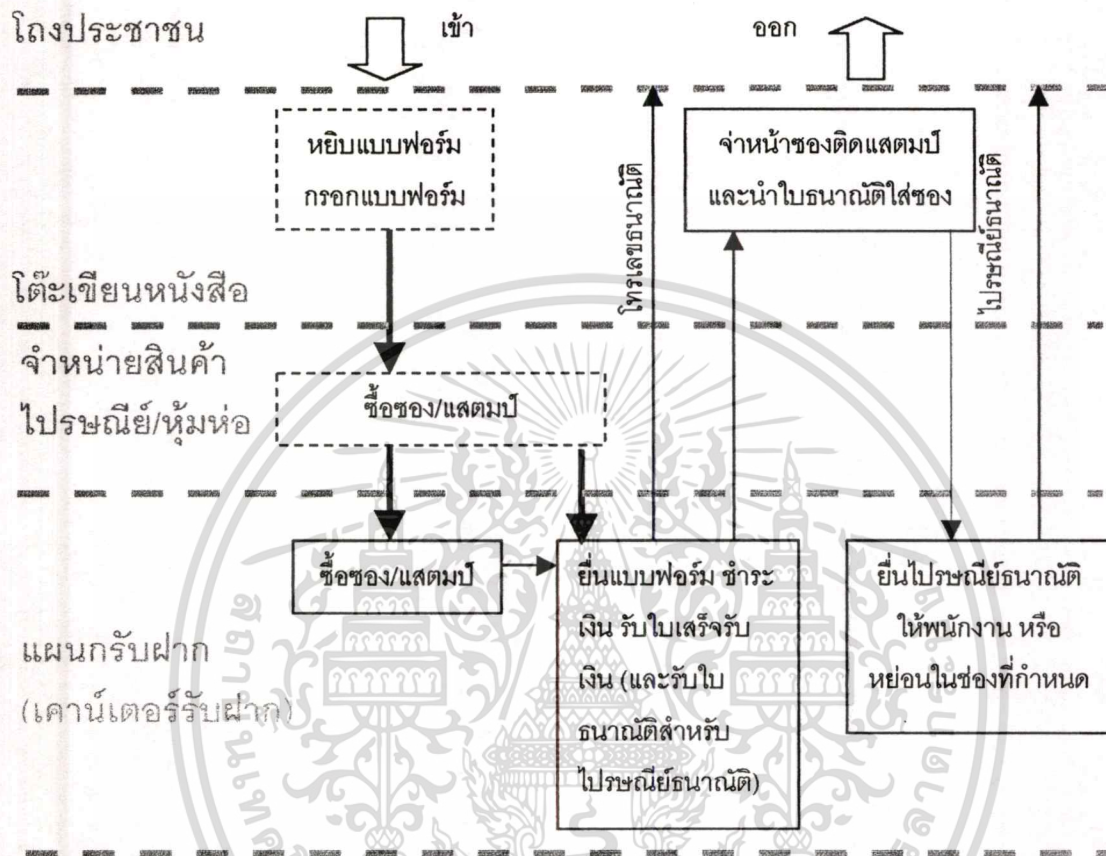 โถงประชาชน
เข้า
ออก
หยิบแบบฟอร์ม
กรอกแบบฟอร์ม
โทรเลขธนาณัติ
จ่าหน้าซองติดแสตมป์
และนำใบธนาณัติใส่ซอง
ไปรษณีย์ธนาณัติ
โต๊ะเขียนหนังสือ
จำหน่ายสินค้า
ไปรษณีย์/หุ้มห่อ
ซื้อซอง/แสตมป์
ซื้อซอง/แสตมป์
ยื่นแบบฟอร์ม ชำระ
เงิน รับใบเสร็จรับ
เงิน (และรับใบ
ธนาณัติสำหรับ
ไปรษณีย์ธนาณัติ)
ยื่นไปรษณีย์ธนาณัติ
ให้พนักงาน หรือ
หย่อนในช่องที่กำหนด
แผนกรับฝาก
(เคาน์เตอร์รับฝาก)